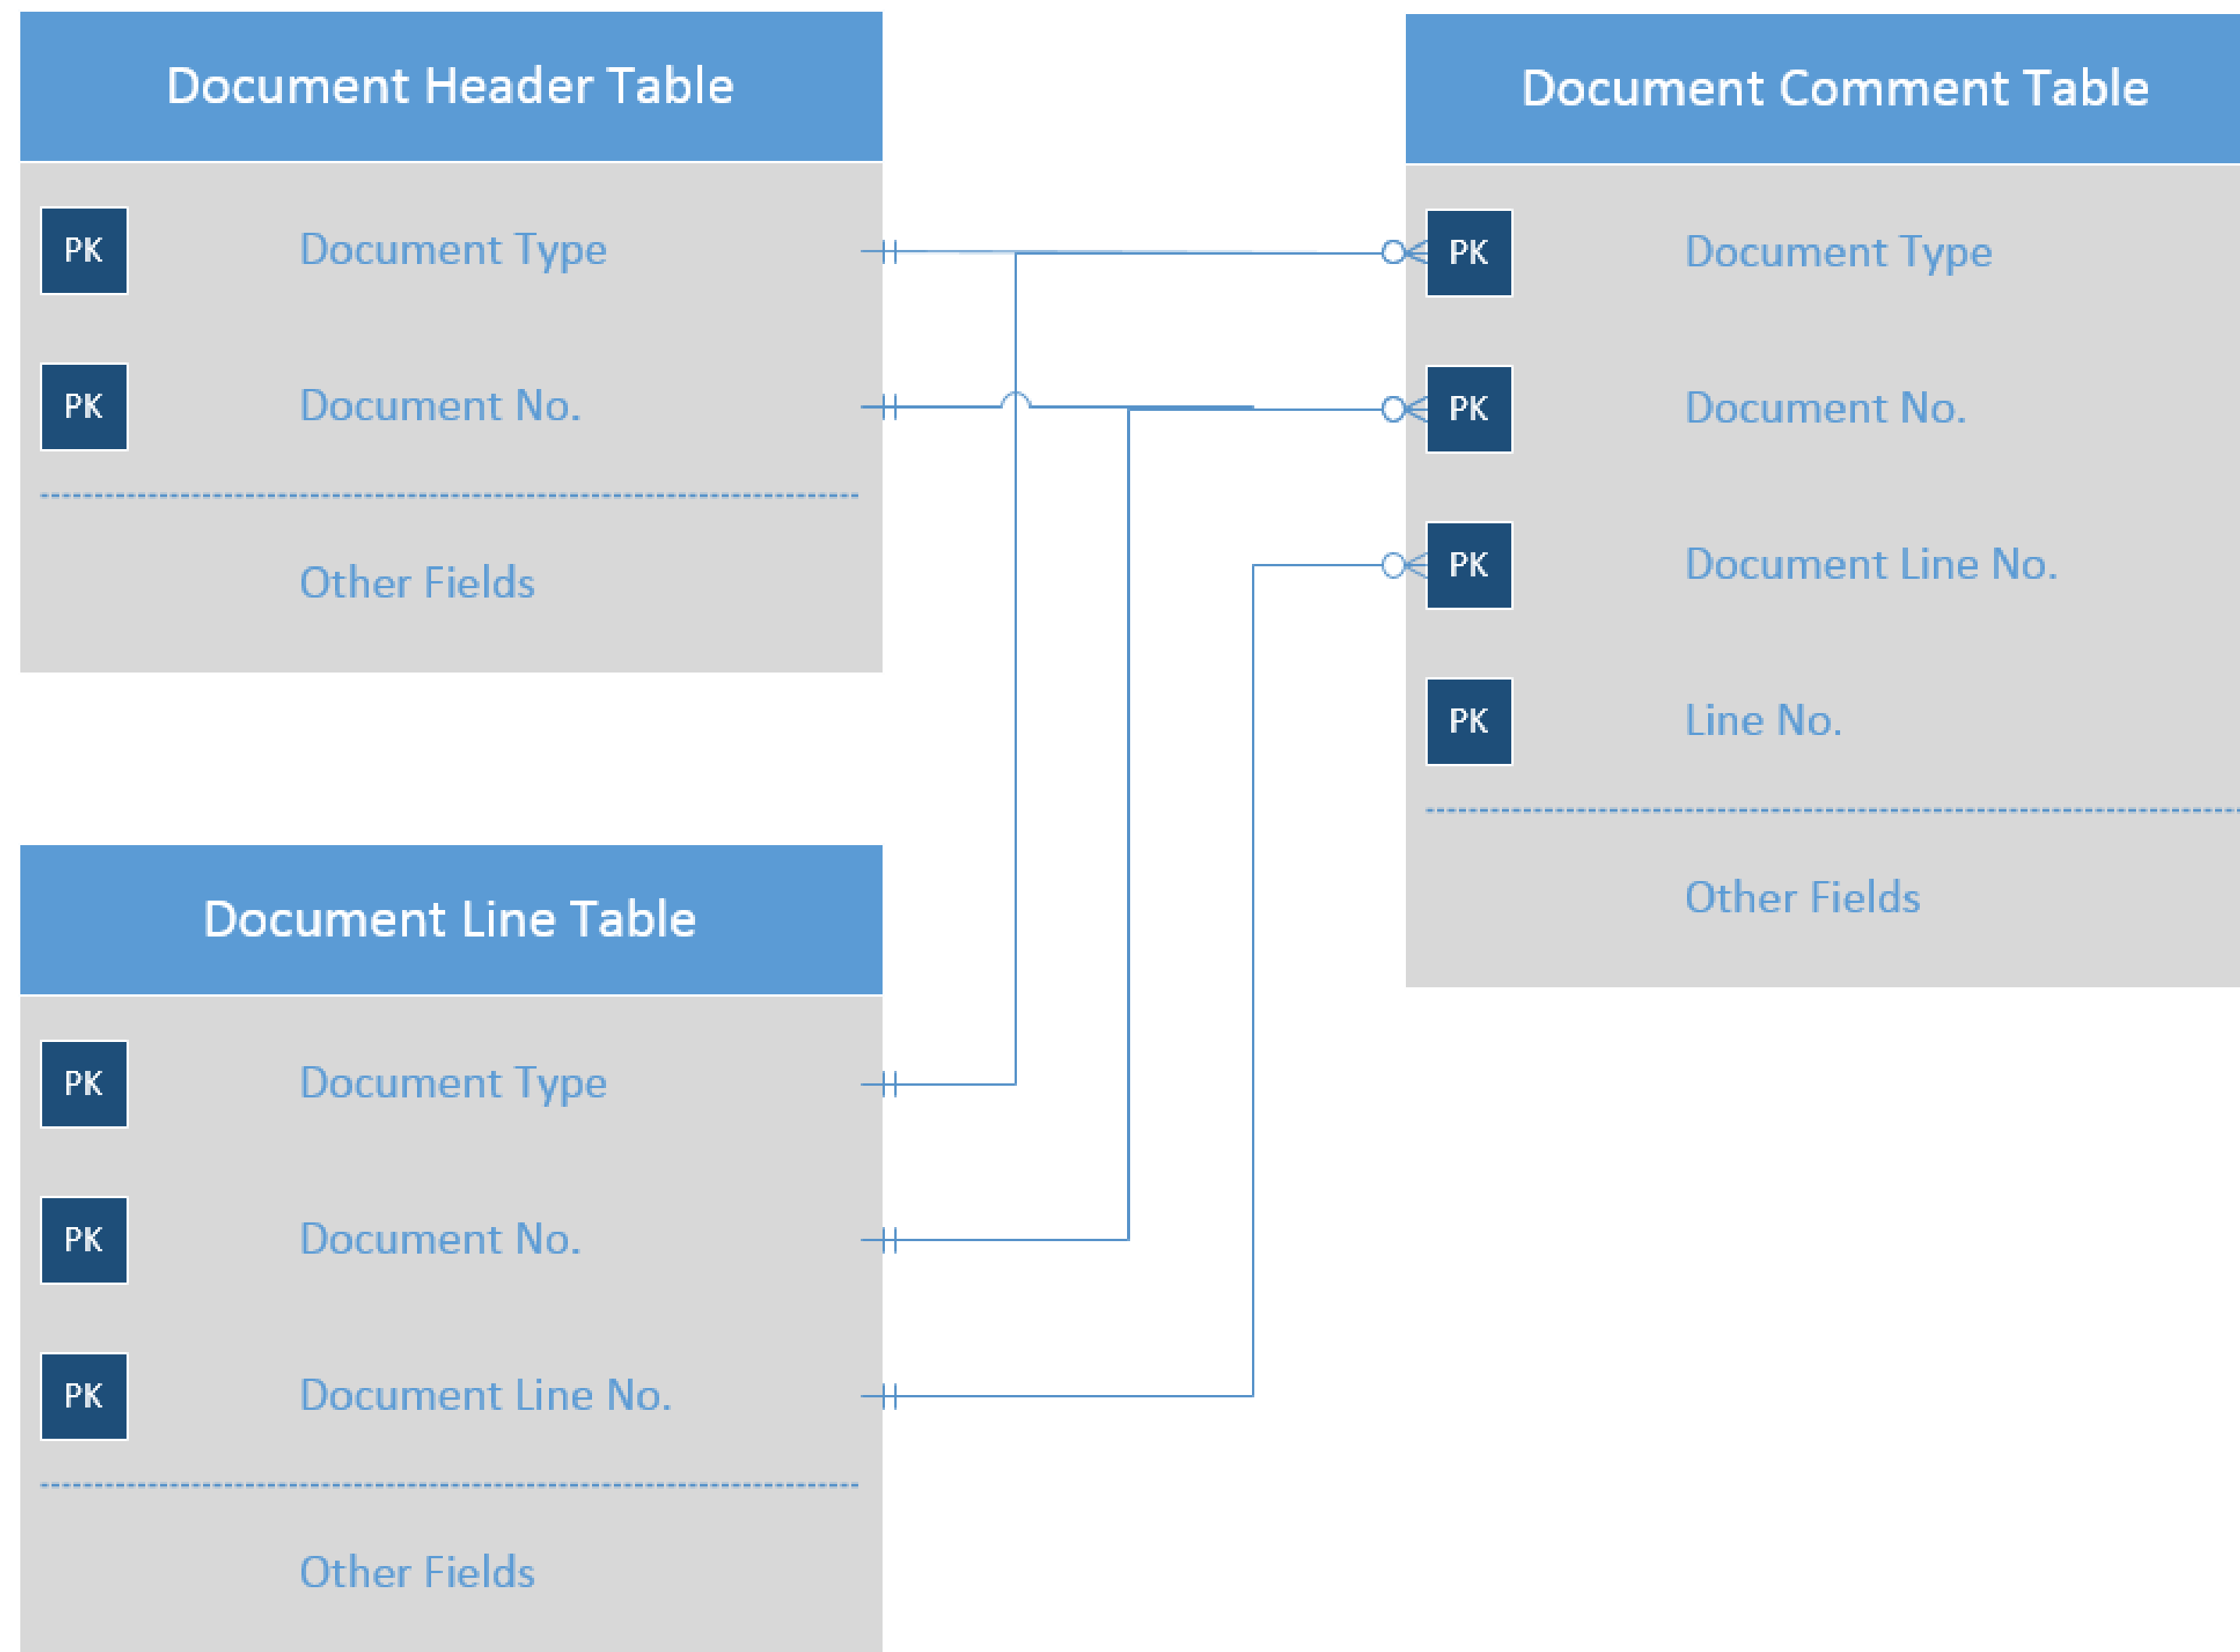 Document Header Table
PK Document Type
PK Document No.
Other Fields
Document Comment Table
PK Document Type
PK Document No.
PK Document Line No.
PK Line No.
Other Fields
Document Line Table
PK Document Type
PK Document No.
PK Document Line No.
Other Fields